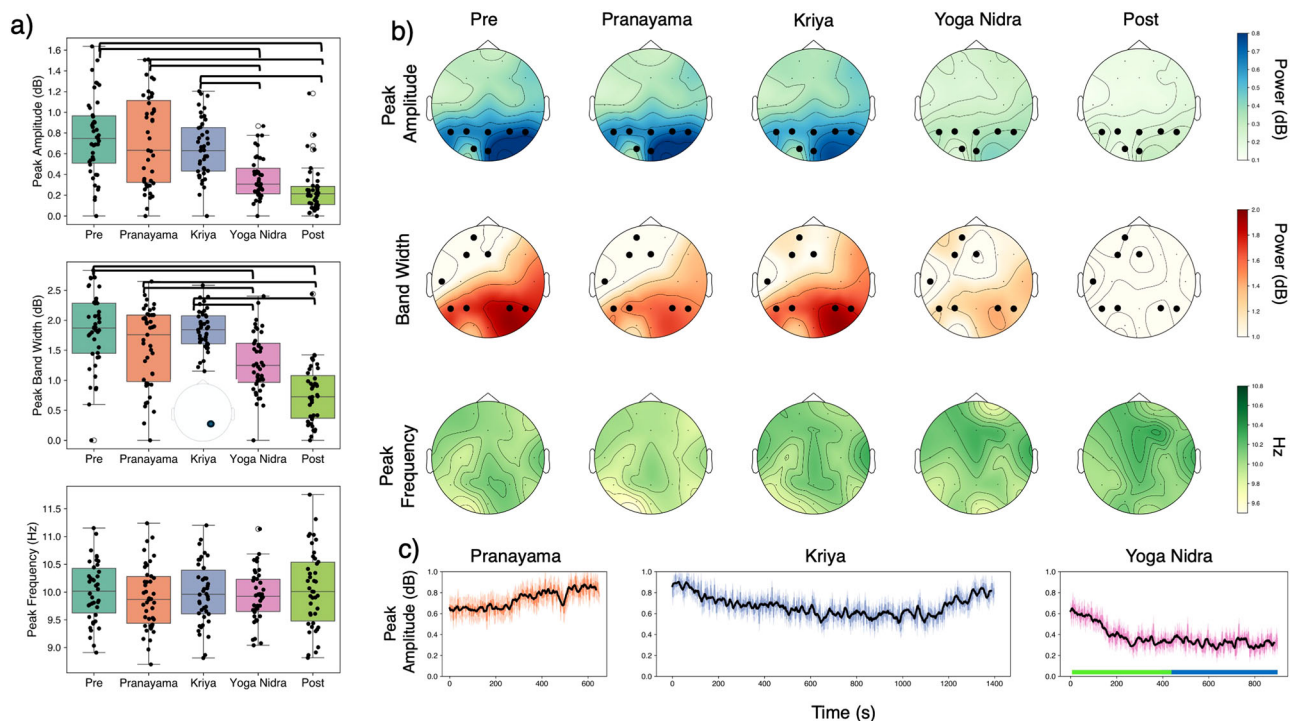 a)
Peak Amplitude (dB)
1.6
1.4
1.2
1.0
0.8
0.6
0.4
0.2
0.0
Pre Pranayama Kriya Yoga Nidra Post
Peak Band Width (dB)
2.5
2.0
1.5
1.0
0.5
0.0
Pre Pranayama Kriya Yoga Nidra Post
Peak Frequency (Hz)
11.5
11.0
10.5
10.0
9.5
9.0
Pre Pranayama Kriya Yoga Nidra Post
b)
Pre Pranayama Kriya Yoga Nidra Post
Peak
Amplitude
0.8
0.7
0.6
0.5
0.4
0.3
0.2
0.1
Power (dB)
Band Width
2.0
1.8
1.6
1.4
1.2
1.0
Power (dB)
Peak
Frequency
10.8
10.6
10.4
10.2
10.0
9.8
9.6
Hz
c)
Pranayama Kriya Yoga Nidra
Peak
Amplitude (dB)
1.0
0.8
0.6
0.4
0.2
0 200 400 600
1.0
0.8
0.6
0.4
0.2
0 200 400 600 800 1000 1200 1400
1.0
0.8
0.6
0.4
0.2
0 200 400 600 800
Time (s)